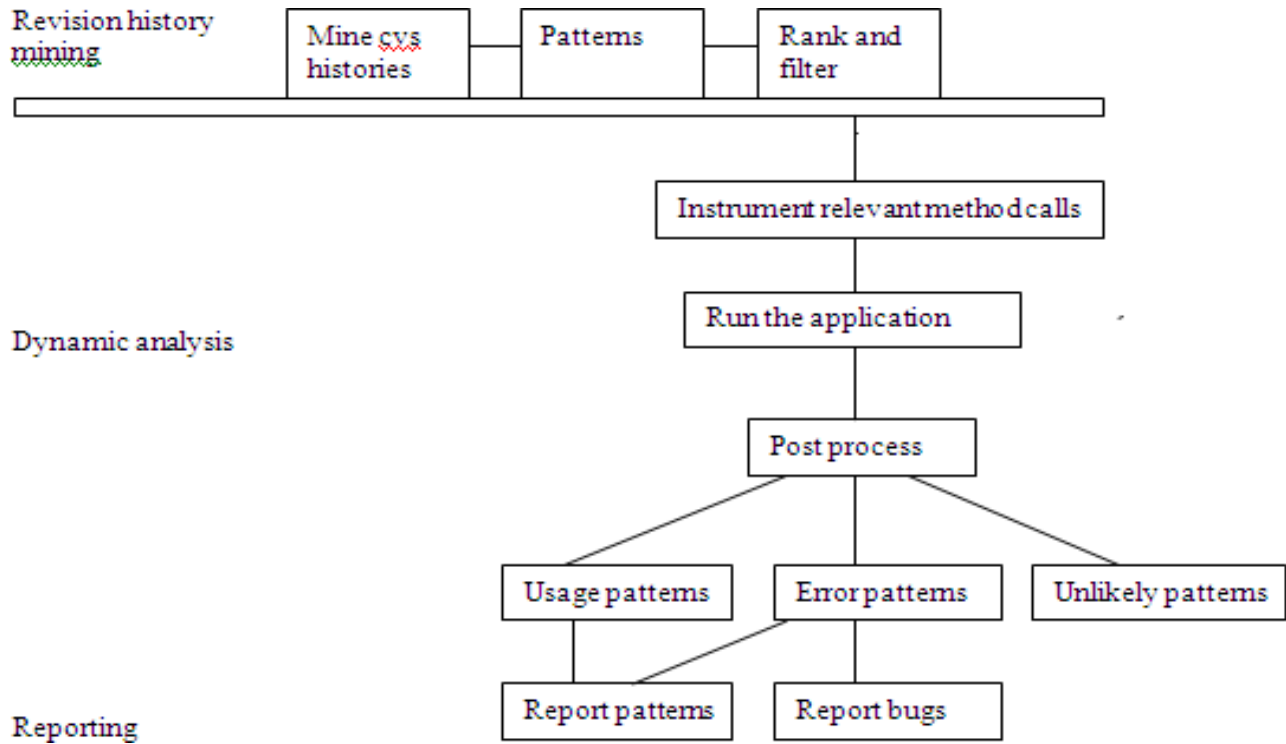 Revision history
mining
Mine cvs
histories
Patterns
Rank and
filter
Instrument relevant method calls
Run the application
Dynamic analysis
Post process
Usage patterns
Error patterns
Unlikely patterns
Report patterns
Report bugs
Reporting